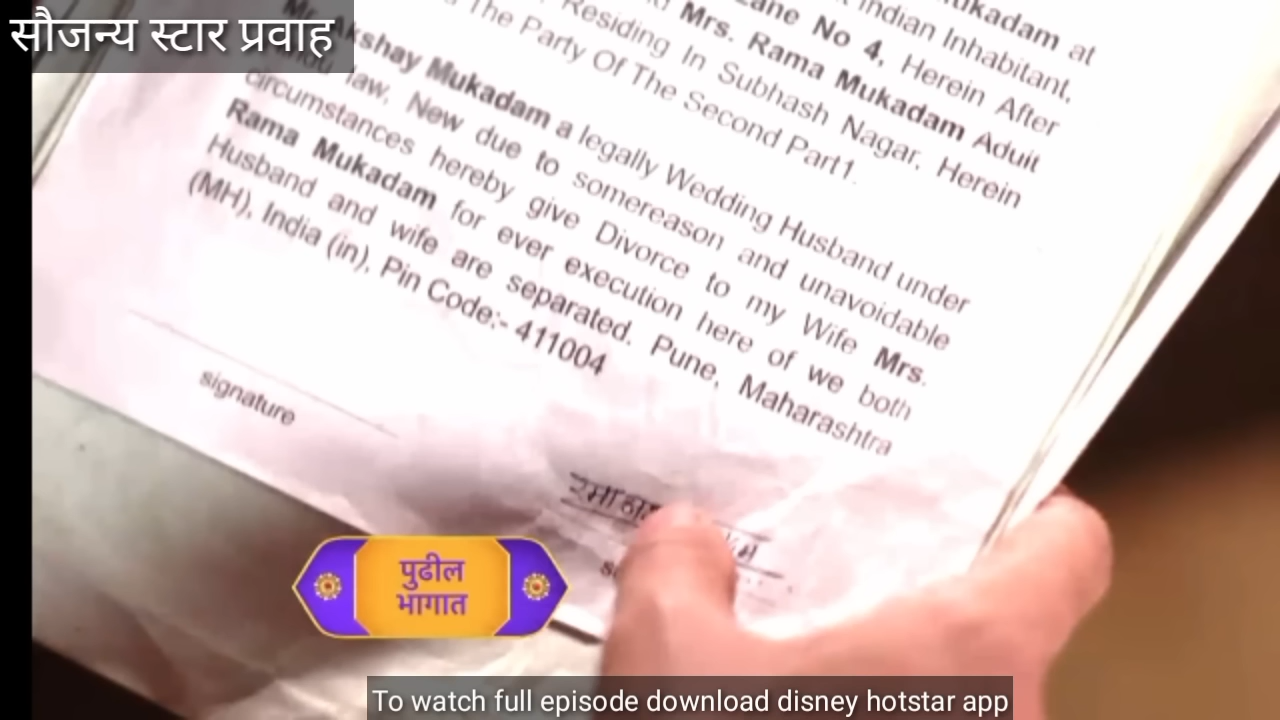 सौजन्य स्टार प्रवाह
at
Indian Inhabitant,
Lane No 4, Herein After
Mrs. Rama Mukadam Aduit
Residing In Subhash Nagar, Herein
The Party Of The Second Part1.
Mr. Akshay Mukadam a legally Wedding Husband under
law, New due to somereason and unavoidable
circumstances hereby give Divorce to my Wife Mrs.
Rama Mukadam for ever execution here of we both
Husband and wife are separated. Pune, Maharashtra
(MH), India (in), Pin Code:- 411004
signature
पुढील
भागात
To watch full episode download disney hotstar app